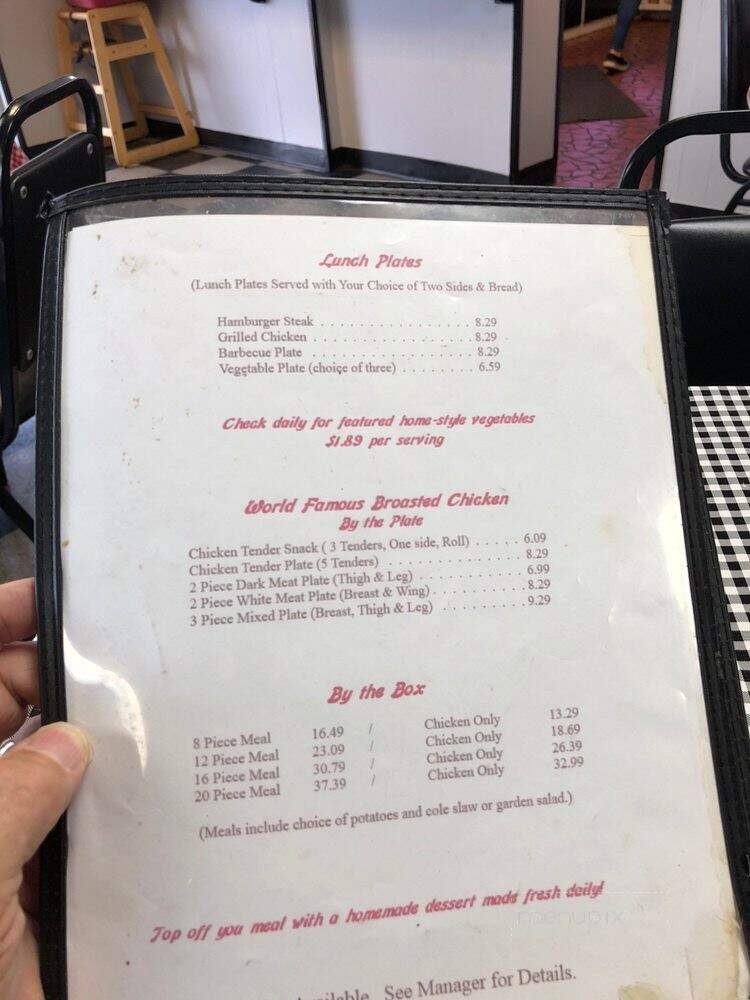 Lunch Plates
(Lunch Plates Served with Your Choice of Two Sides & Bread)
Hamburger Steak . . . . . . . . . . . . . . . . . . 8.29
Grilled Chicken . . . . . . . . . . . . . . . . . . . 8.29
Barbecue Plate . . . . . . . . . . . . . . . . . . . 8.29
Vegetable Plate (choice of three) . . . . . . . . 6.59
Check daily for featured home-style vegetables
$1.89 per serving
World Famous Broasted Chicken
By the Plate
Chicken Tender Snack ( 3 Tenders, One side, Roll) . . . . . 6.09
Chicken Tender Plate (5 Tenders) . . . . . . . . . . . . . . . . 8.29
2 Piece Dark Meat Plate (Thigh & Leg) . . . . . . . . . . . . 6.99
2 Piece White Meat Plate (Breast & Wing) . . . . . . . . . . . 8.29
3 Piece Mixed Plate (Breast, Thigh & Leg) . . . . . . . . . . 9.29
By the Box
8 Piece Meal 16.49 / Chicken Only 13.29
12 Piece Meal 23.09 / Chicken Only 18.69
16 Piece Meal 30.79 / Chicken Only 26.39
20 Piece Meal 37.39 / Chicken Only 32.99
(Meals include choice of potatoes and cole slaw or garden salad.)
Top off you meal with a homemade dessert made fresh daily!
menupix
See Manager for Details.